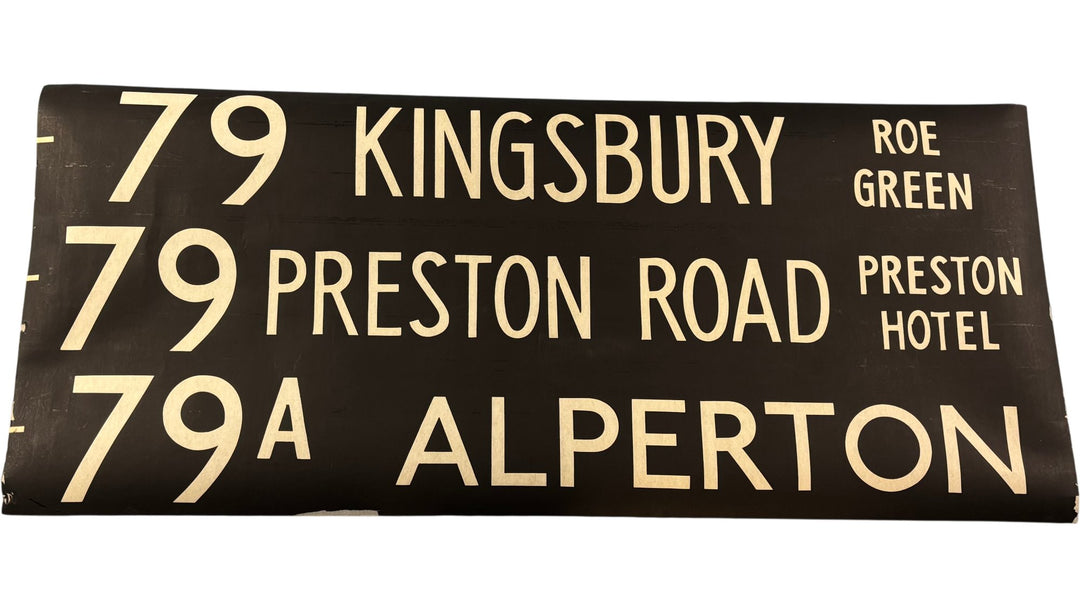 79 KINGSBURY ROE GREEN
79 PRESTON ROAD PRESTON HOTEL
79A ALPERTON